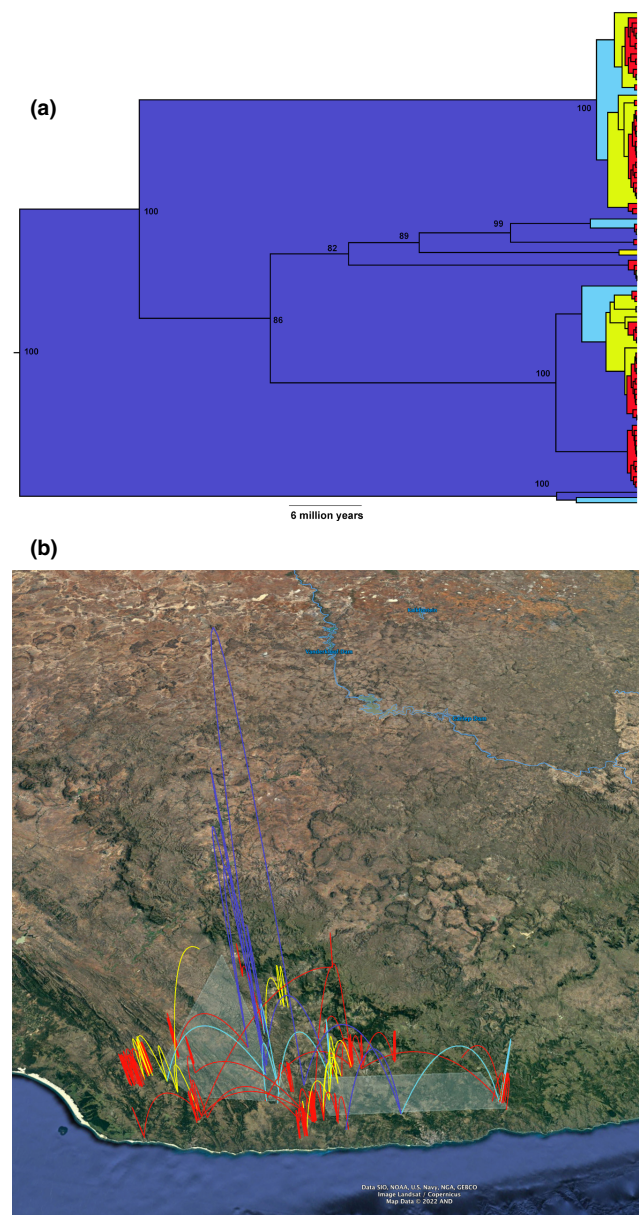 (a)
100
99
89
82
100
86
100
100
100
6 million years
(b)
Data SIO, NOAA, U.S. Navy, NGA, GEBCO
Image Landsat / Copernicus
Map Data © 2022 AND